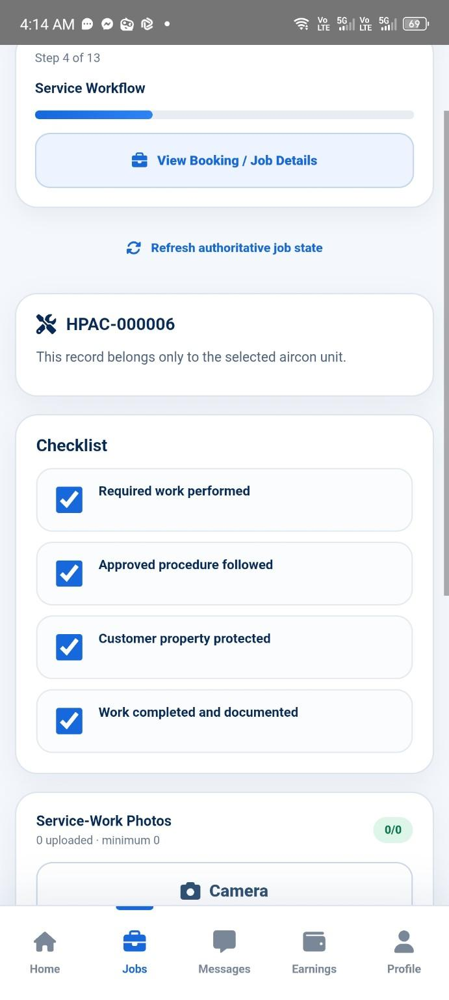 4:14 AM
Vo LTE 5G Vo LTE 5G 69
Step 4 of 13
Service Workflow
View Booking / Job Details
Refresh authoritative job state
HPAC-000006
This record belongs only to the selected aircon unit.
Checklist
Required work performed
Approved procedure followed
Customer property protected
Work completed and documented
Service-Work Photos
0 uploaded · minimum 0
0/0
Camera
Home Jobs Messages Earnings Profile